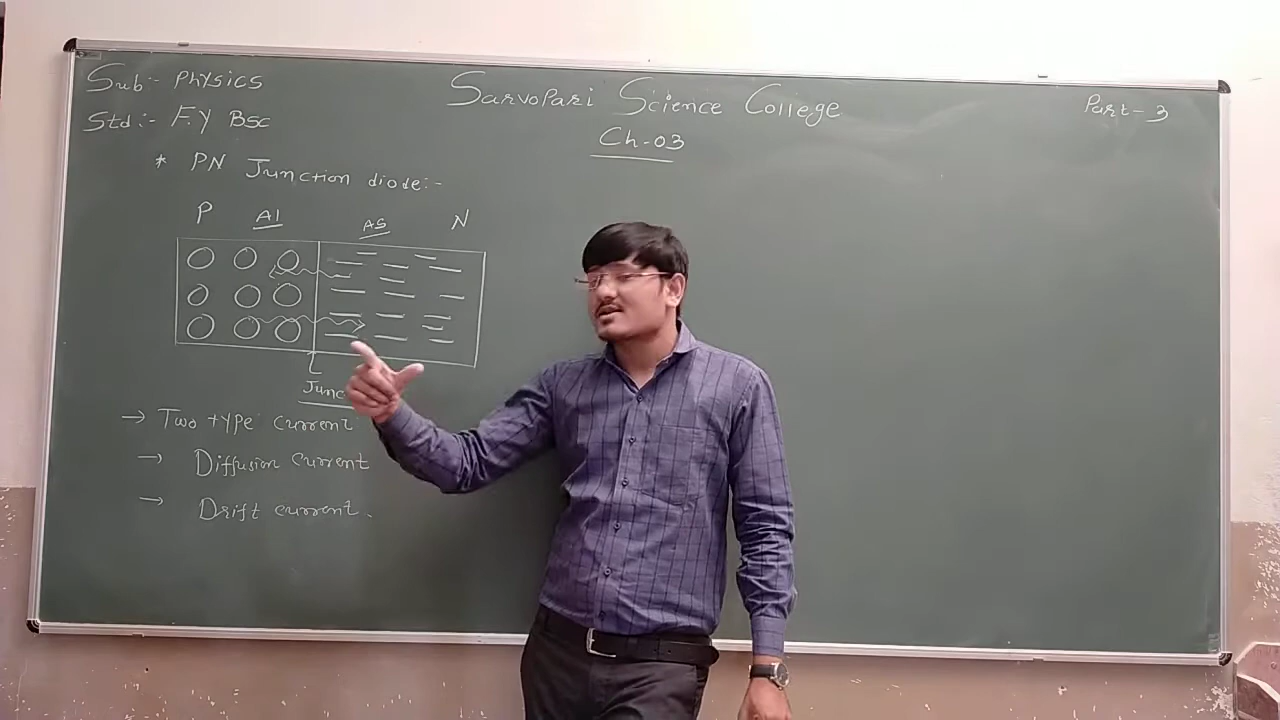 Sub:- Physics
Sarvopari Science College
Part-3
Std:- F.Y BSc
Ch-03
* PN Junction diode:-
P Al As N
Junc
→ Two type current
→ Diffusion current
→ Drift current.